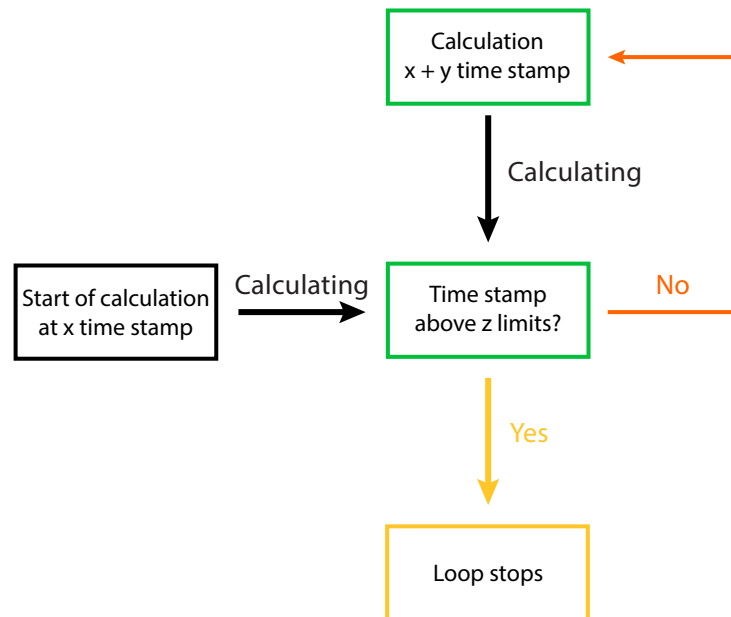 Calculation
x + y time stamp
Calculating
Start of calculation
at x time stamp
Calculating
Time stamp
above z limits?
No
Yes
Loop stops